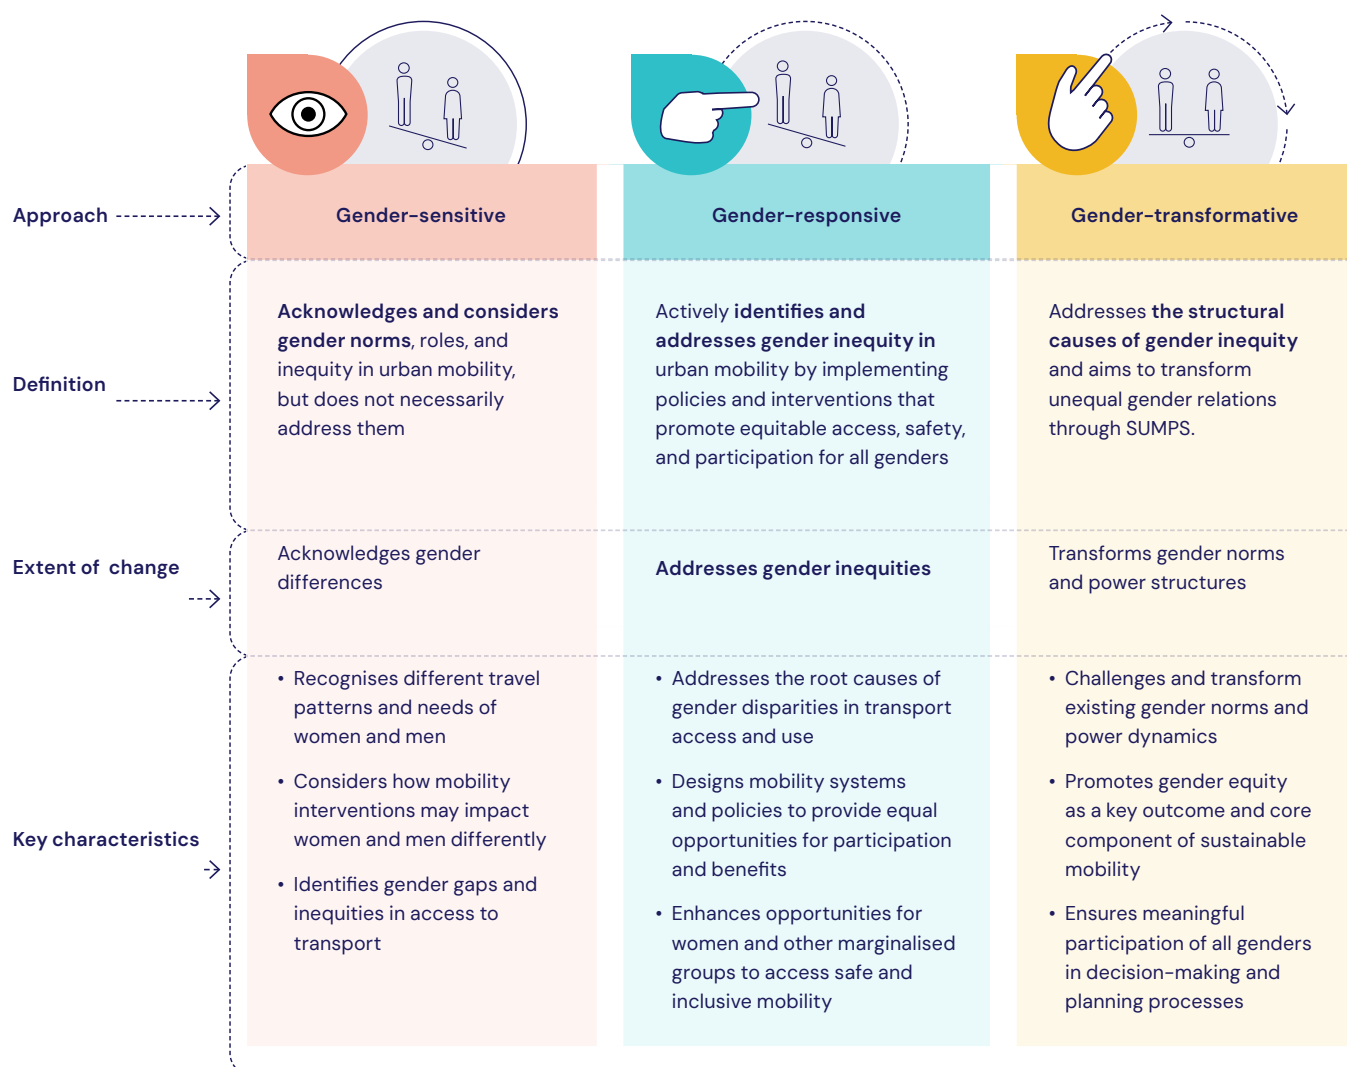 Approach
Gender-sensitive
Gender-responsive
Gender-transformative
Definition
Acknowledges and considers
gender norms, roles, and
inequity in urban mobility,
but does not necessarily
address them
Actively identifies and
addresses gender inequity in
urban mobility by implementing
policies and interventions that
promote equitable access, safety,
and participation for all genders
Addresses the structural
causes of gender inequity
and aims to transform
unequal gender relations
through SUMPS.
Extent of change
Acknowledges gender
differences
Addresses gender inequities
Transforms gender norms
and power structures
Key characteristics
• Recognises different travel
patterns and needs of
women and men
• Considers how mobility
interventions may impact
women and men differently
• Identifies gender gaps and
inequities in access to
transport
• Addresses the root causes of
gender disparities in transport
access and use
• Designs mobility systems
and policies to provide equal
opportunities for participation
and benefits
• Enhances opportunities for
women and other marginalised
groups to access safe and
inclusive mobility
• Challenges and transform
existing gender norms and
power dynamics
• Promotes gender equity
as a key outcome and core
component of sustainable
mobility
• Ensures meaningful
participation of all genders
in decision-making and
planning processes